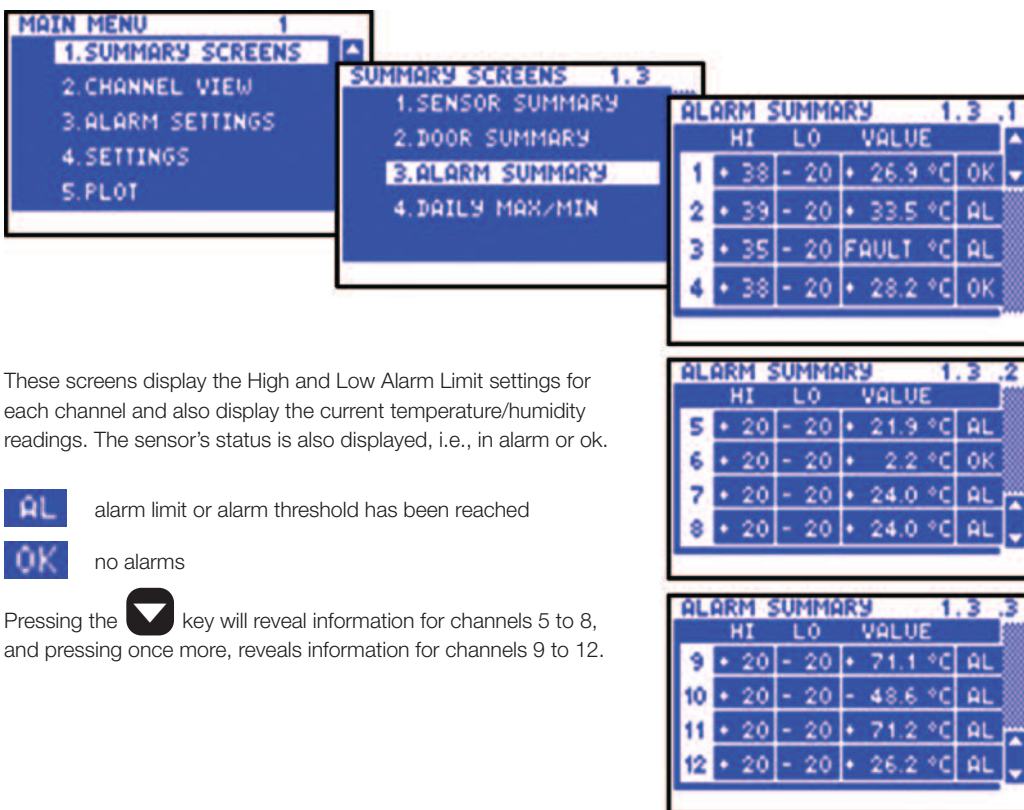 MAIN MENU 1
1.SUMMARY SCREENS
2.CHANNEL VIEW
3.ALARM SETTINGS
4.SETTINGS
5.PLOT
SUMMARY SCREENS 1.3
1.SENSOR SUMMARY
2.DOOR SUMMARY
3.ALARM SUMMARY
4.DAILY MAX/MIN
ALARM SUMMARY 1.3 .1
HI LO VALUE
1 + 38 - 20 + 26.9 °C OK
2 + 39 - 20 + 33.5 °C AL
3 + 35 - 20 FAULT °C AL
4 + 38 - 20 + 28.2 °C OK
These screens display the High and Low Alarm Limit settings for
each channel and also display the current temperature/humidity
readings. The sensor's status is also displayed, i.e., in alarm or ok.
AL alarm limit or alarm threshold has been reached
OK no alarms
Pressing the key will reveal information for channels 5 to 8,
and pressing once more, reveals information for channels 9 to 12.
ALARM SUMMARY 1.3 .2
HI LO VALUE
5 + 20 - 20 + 21.9 °C AL
6 + 20 - 20 + 2.2 °C OK
7 + 20 - 20 + 24.0 °C AL
8 + 20 - 20 + 24.0 °C AL
ALARM SUMMARY 1.3 .3
HI LO VALUE
9 + 20 - 20 + 71.1 °C AL
10 + 20 - 20 - 48.6 °C AL
11 + 20 - 20 + 71.2 °C AL
12 + 20 - 20 + 26.2 °C AL